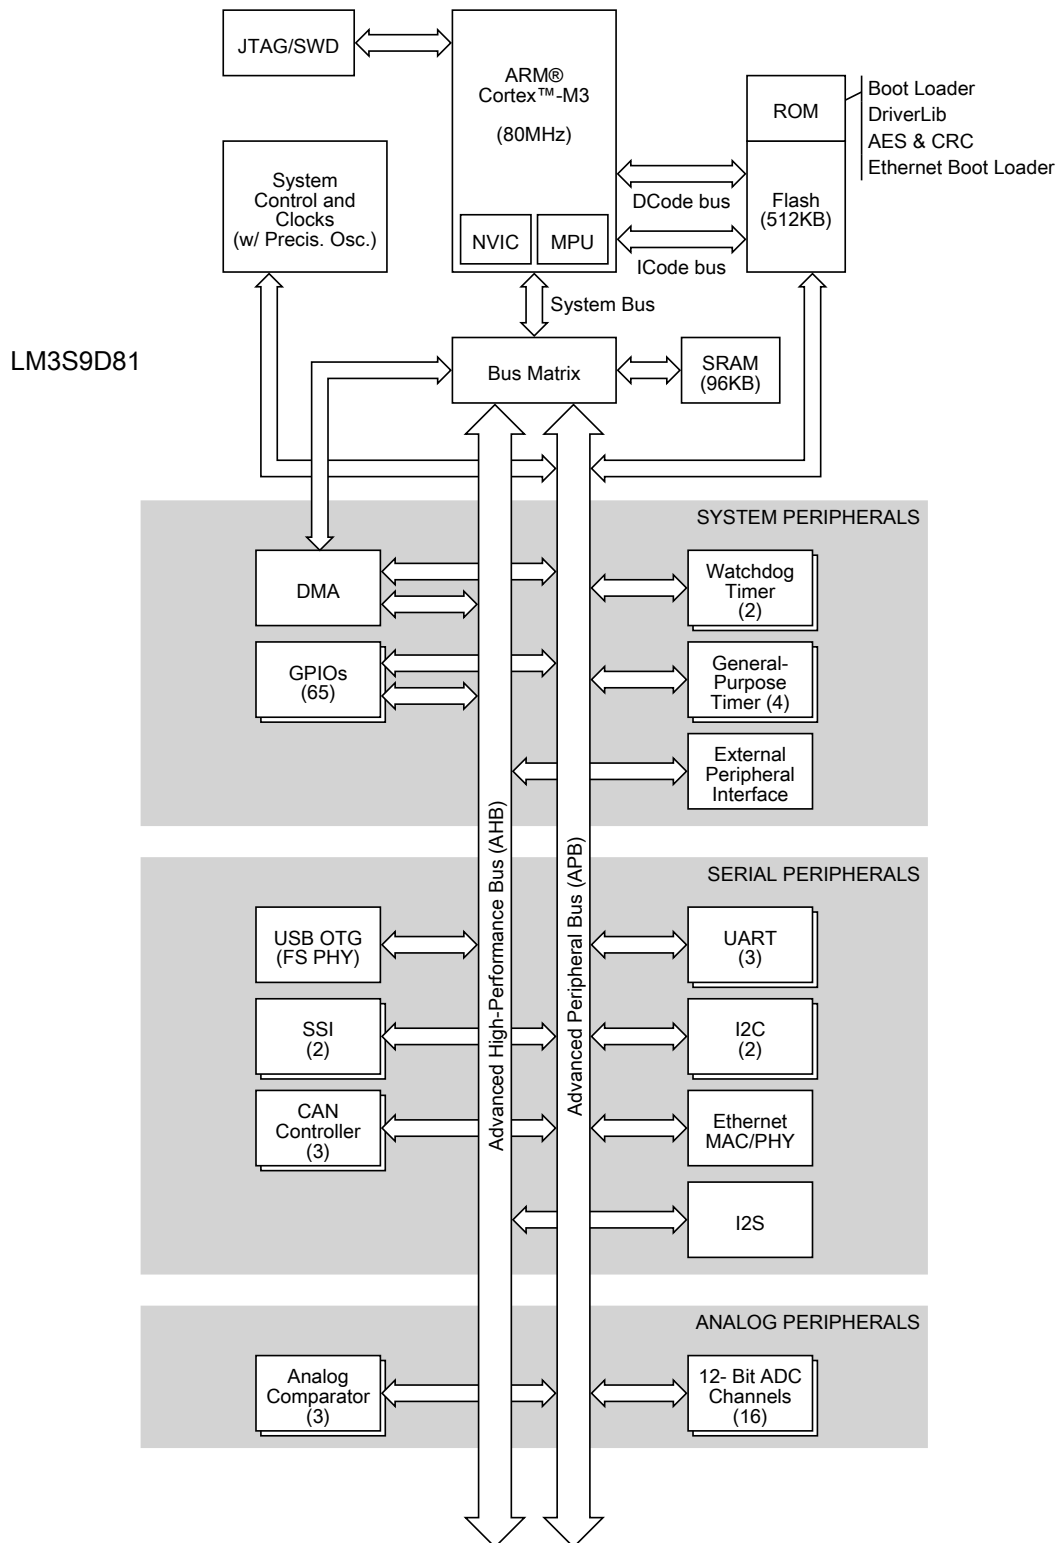 JTAG/SWD
ARM®
Cortex™-M3
(80MHz)
NVIC
MPU
ROM
Boot Loader
DriverLib
AES & CRC
Ethernet Boot Loader
Flash
(512KB)
DCode bus
ICode bus
System
Control and
Clocks
(w/ Precis. Osc.)
System Bus
LM3S9D81
Bus Matrix
SRAM
(96KB)
SYSTEM PERIPHERALS
DMA
Watchdog
Timer
(2)
GPIOs
(65)
General-
Purpose
Timer (4)
External
Peripheral
Interface
Advanced High-Performance Bus (AHB)
Advanced Peripheral Bus (APB)
SERIAL PERIPHERALS
USB OTG
(FS PHY)
UART
(3)
SSI
(2)
I2C
(2)
CAN
Controller
(3)
Ethernet
MAC/PHY
I2S
ANALOG PERIPHERALS
Analog
Comparator
(3)
12- Bit ADC
Channels
(16)